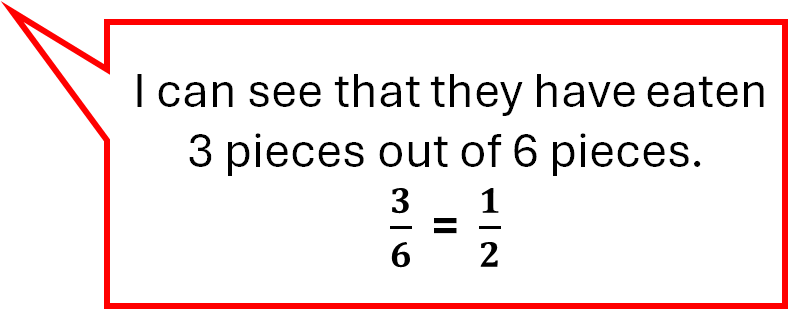 I can see that they have eaten
3 pieces out of 6 pieces.
3/6 = 1/2